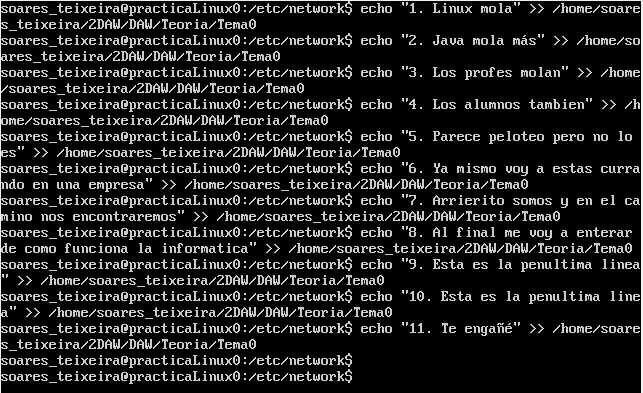 soares_teixeira@practicaLinux0:/etc/network$ echo "1. Linux mola" >> /home/soare
s_teixeira/2DAW/DAW/Teoria/Tema0
soares_teixeira@practicaLinux0:/etc/network$ echo "2. Java mola más" >> /home/so
ares_teixeira/2DAW/DAW/Teoria/Tema0
soares_teixeira@practicaLinux0:/etc/network$ echo "3. Los profes molan" >> /home
/soares_teixeira/2DAW/DAW/Teoria/Tema0
soares_teixeira@practicaLinux0:/etc/network$ echo "4. Los alumnos tambien" >> /h
ome/soares_teixeira/2DAW/DAW/Teoria/Tema0
soares_teixeira@practicaLinux0:/etc/network$ echo "5. Parece peloteo pero no lo
es" >> /home/soares_teixeira/2DAW/DAW/Teoria/Tema0
soares_teixeira@practicaLinux0:/etc/network$ echo "6. Ya mismo voy a estas curra
ndo en una empresa" >> /home/soares_teixeira/2DAW/DAW/Teoria/Tema0
soares_teixeira@practicaLinux0:/etc/network$ echo "7. Arrierito somos y en el ca
mino nos encontraremos" >> /home/soares_teixeira/2DAW/DAW/Teoria/Tema0
soares_teixeira@practicaLinux0:/etc/network$ echo "8. Al final me voy a enterar
de como funciona la informatica" >> /home/soares_teixeira/2DAW/DAW/Teoria/Tema0
soares_teixeira@practicaLinux0:/etc/network$ echo "9. Esta es la penultima linea
" >> /home/soares_teixeira/2DAW/DAW/Teoria/Tema0
soares_teixeira@practicaLinux0:/etc/network$ echo "10. Esta es la penultima line
a" >> /home/soares_teixeira/2DAW/DAW/Teoria/Tema0
soares_teixeira@practicaLinux0:/etc/network$ echo "11. Te engañé" >> /home/soare
s_teixeira/2DAW/DAW/Teoria/Tema0
soares_teixeira@practicaLinux0:/etc/network$
soares_teixeira@practicaLinux0:/etc/network$